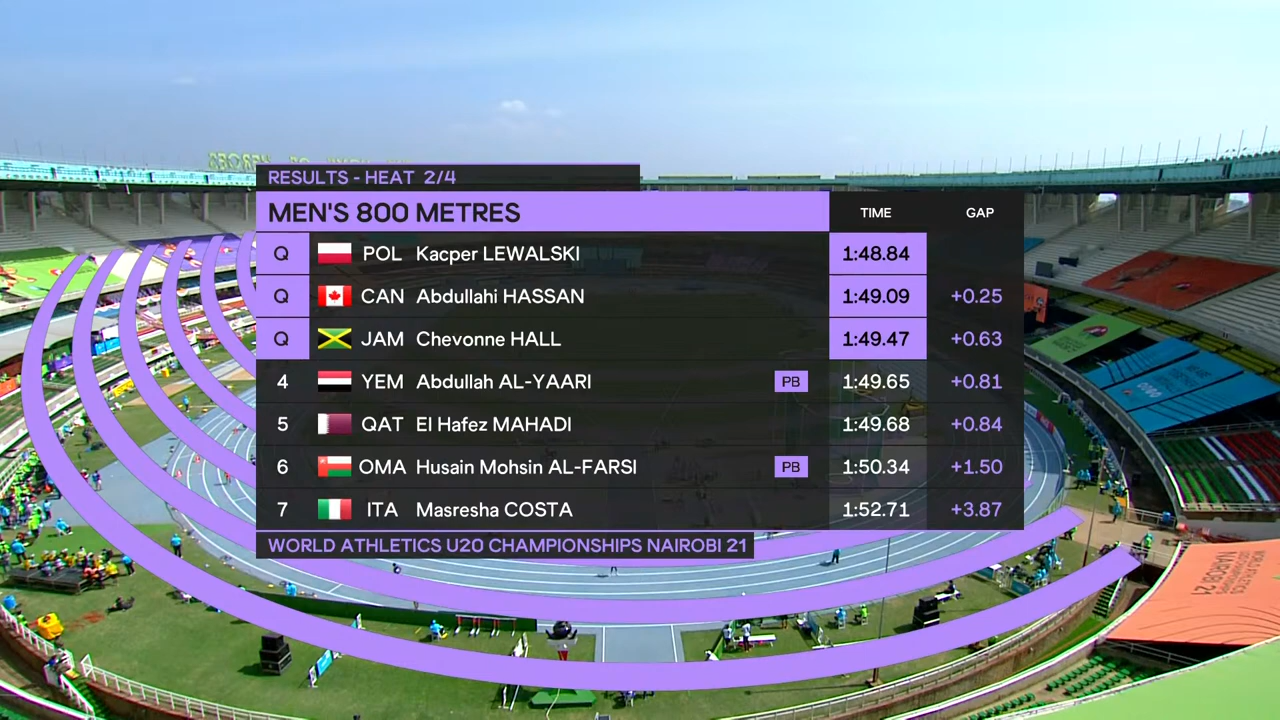 RESULTS - HEAT 2/4
MEN'S 800 METRES TIME GAP
Q POL Kacper LEWALSKI 1:48.84
Q CAN Abdullahi HASSAN 1:49.09 +0.25
Q JAM Chevonne HALL 1:49.47 +0.63
4 YEM Abdullah AL-YAARI PB 1:49.65 +0.81
5 QAT El Hafez MAHADI 1:49.68 +0.84
6 OMA Husain Mohsin AL-FARSI PB 1:50.34 +1.50
7 ITA Masresha COSTA 1:52.71 +3.87
WORLD ATHLETICS U20 CHAMPIONSHIPS NAIROBI 21